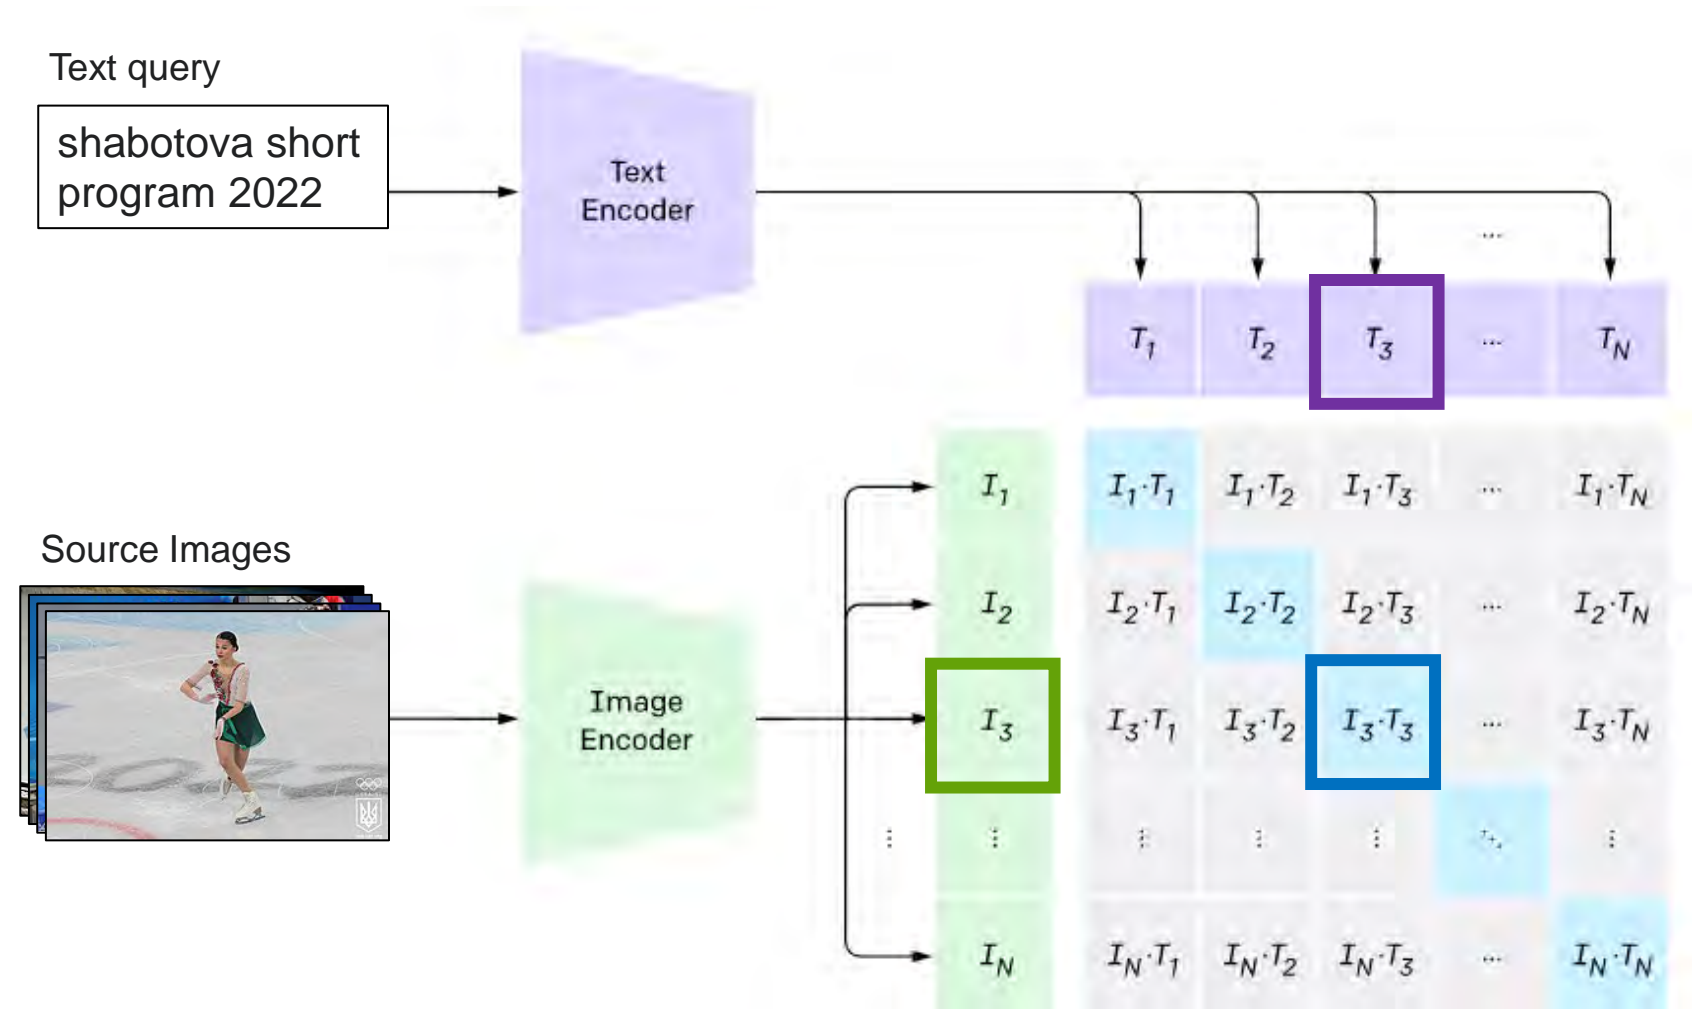 Text query
shabotova short
program 2022
Text
Encoder
...
T1 T2 T3 ... TN
I1 I1·T1 I1·T2 I1·T3 ... I1·TN
Source Images
I2 I2·T1 I2·T2 I2·T3 ... I2·TN
Image
Encoder
I3 I3·T1 I3·T2 I3·T3 ... I3·TN
⋮ ⋮ ⋮ ⋮ ⋮ ⋱ ⋮
IN IN·T1 IN·T2 IN·T3 ... IN·TN